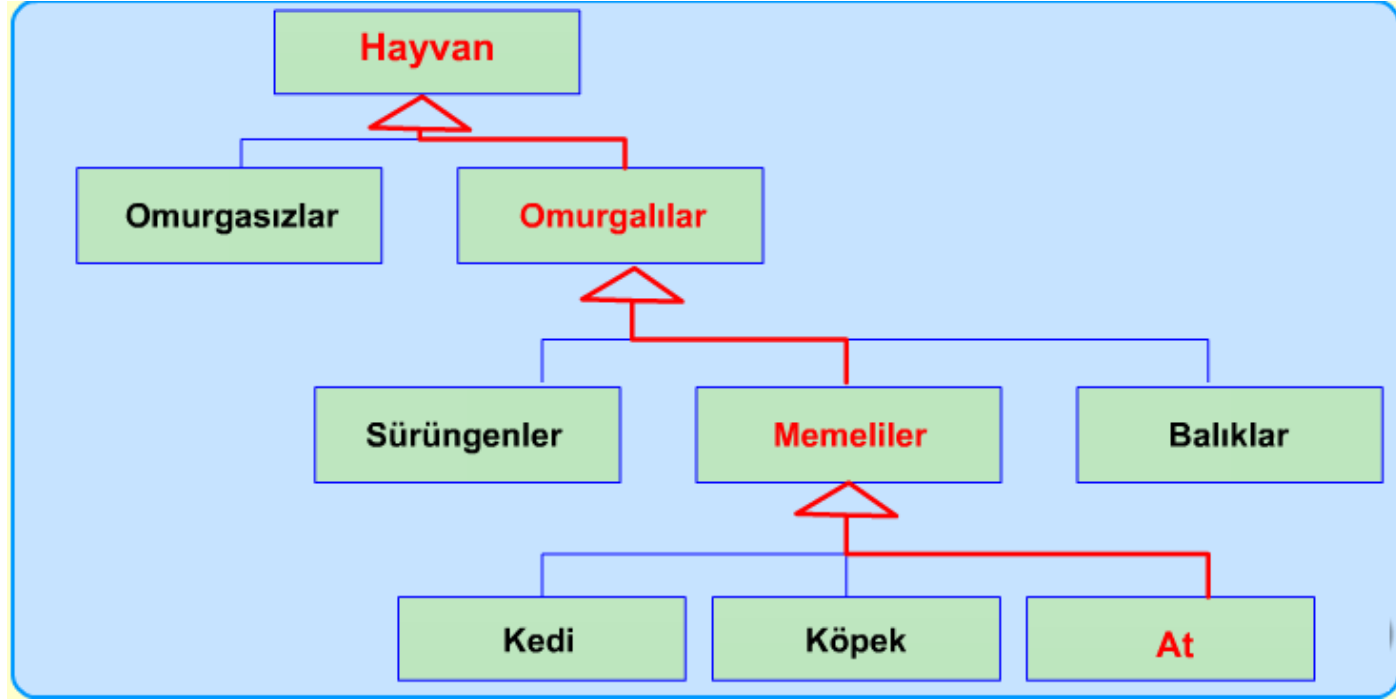 Hayvan
Omurgasızlar
Omurgalılar
Sürüngenler
Memeliler
Balıklar
Kedi
Köpek
At